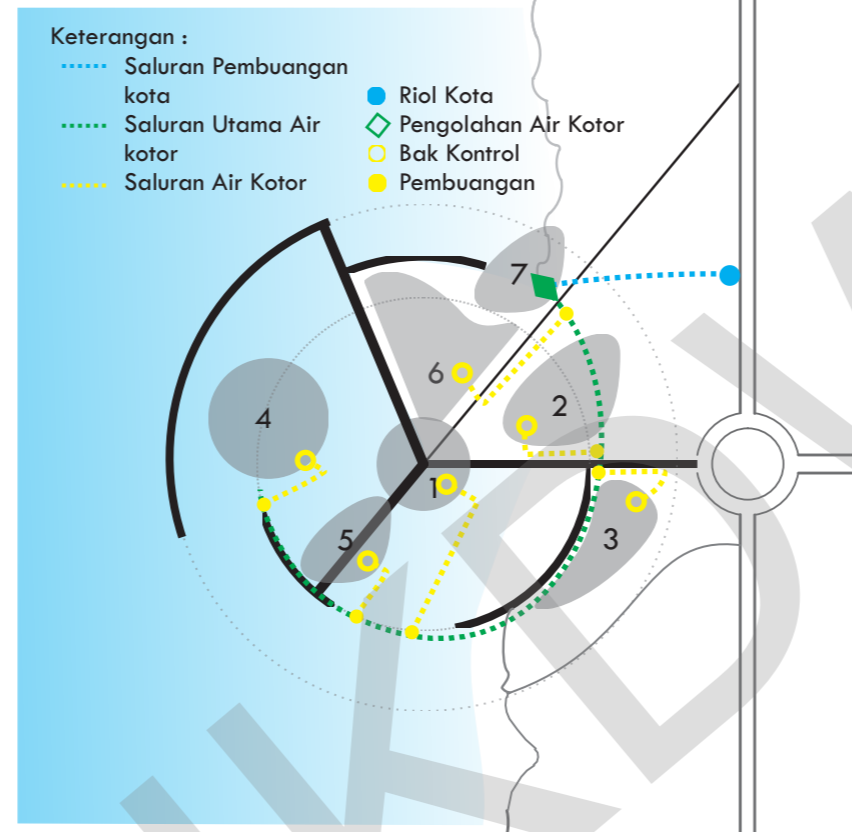 Keterangan :
Saluran Pembuangan
kota
Saluran Utama Air
kotor
Saluran Air Kotor
Riol Kota
Pengolahan Air Kotor
Bak Kontrol
Pembuangan
7
6
2
4
1
5
3